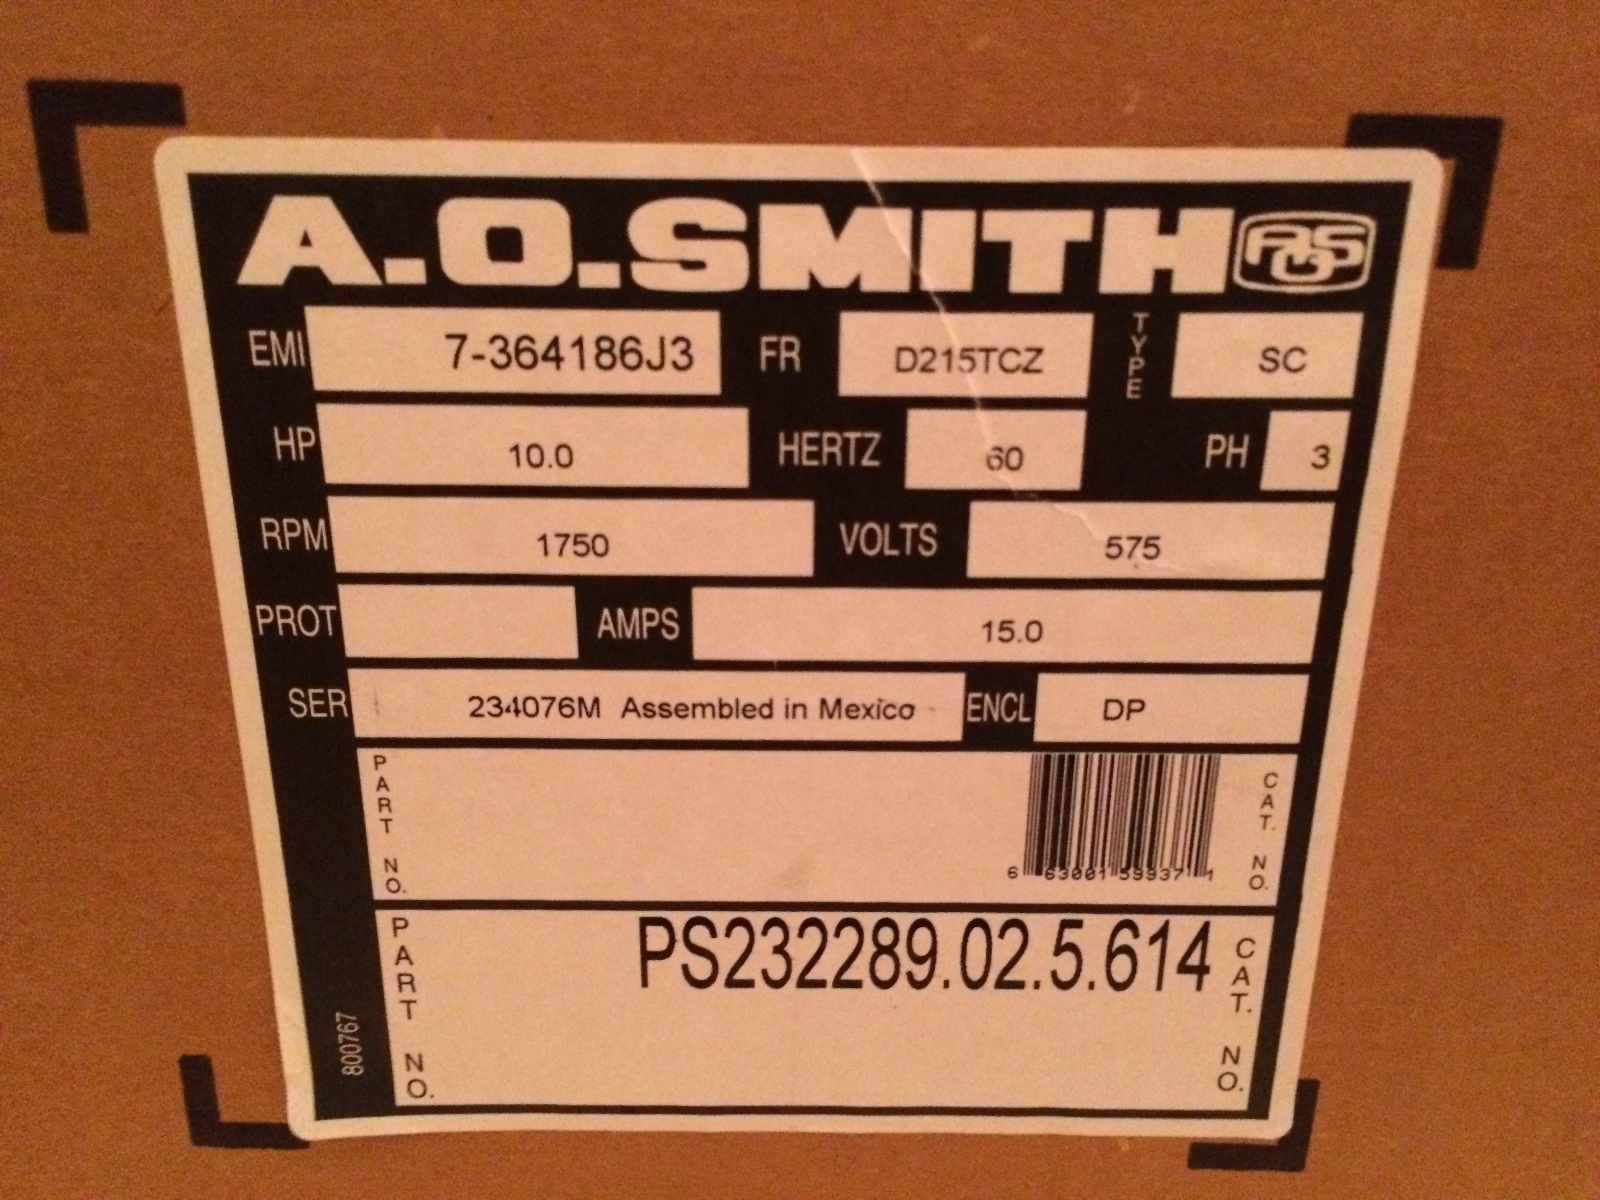 A.O.SMITH AOS
EMI 7-364186J3 FR D215TCZ TYPE SC
HP 10.0 HERTZ 60 PH 3
RPM 1750 VOLTS 575
PROT AMPS 15.0
SER 234076M Assembled in Mexico ENCL DP
PART NO. CAT. NO.
6 63001 59937 1
PART NO. PS232289.02.5.614 CAT. NO.
800767